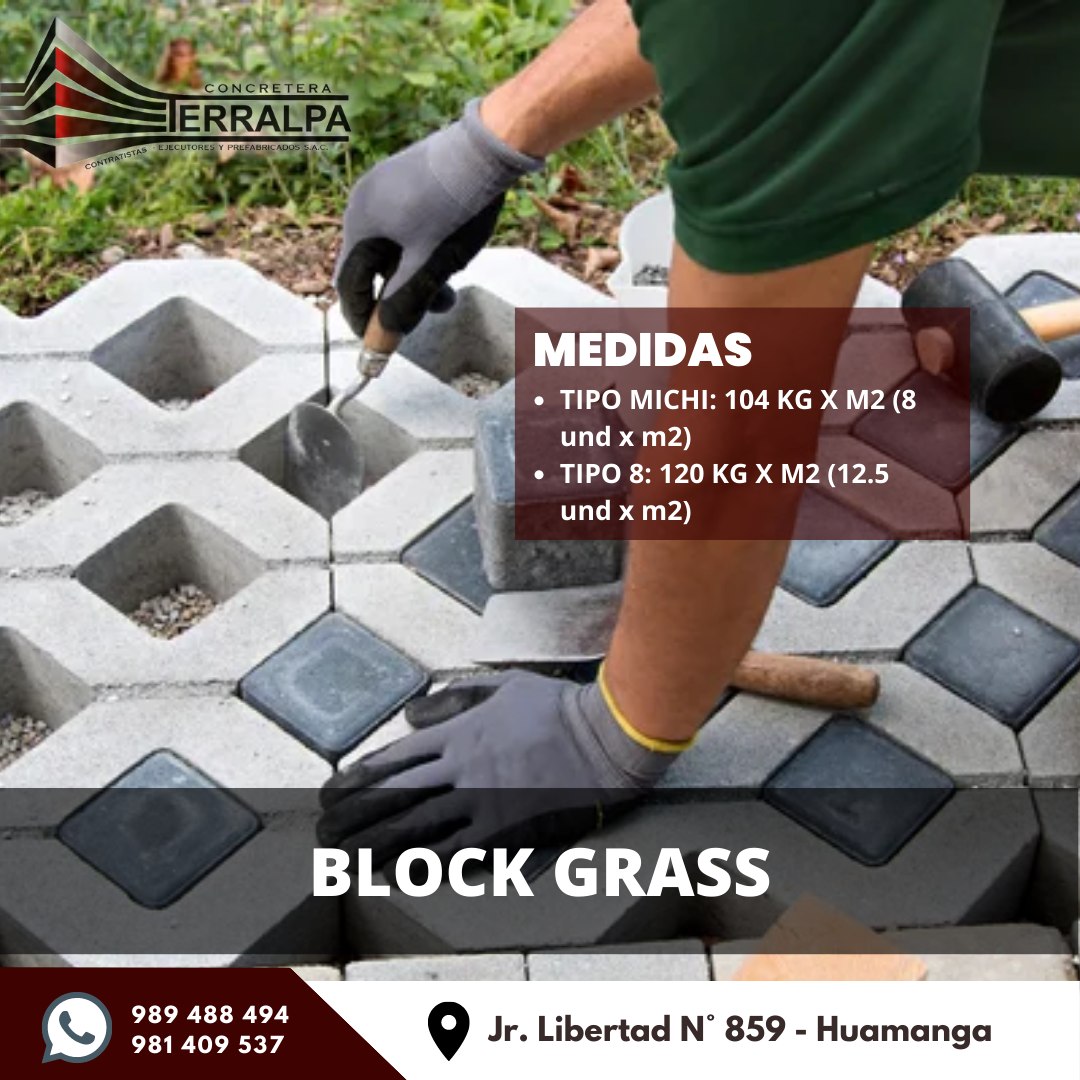 CONCRETERA
TERRALPA
CONTRATISTAS EJECUTORES Y PREFABRICADOS S.A.C.
MEDIDAS
• TIPO MICHI: 104 KG X M2 (8
und x m2)
• TIPO 8: 120 KG X M2 (12.5
und x m2)
BLOCK GRASS
989 488 494
981 409 537
Jr. Libertad N° 859 - Huamanga